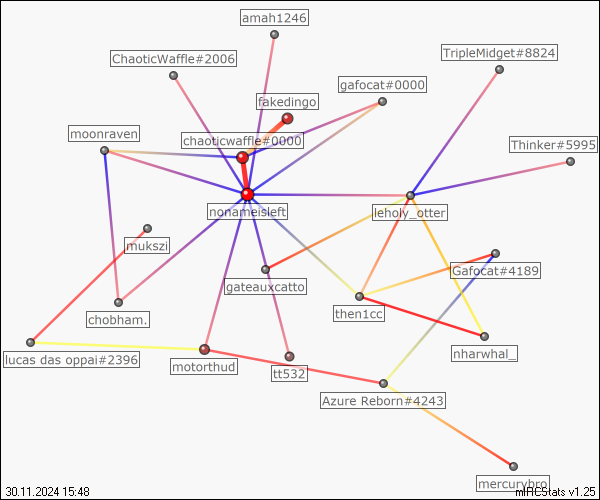 amah1246
TripleMidget#8824
ChaoticWaffle#2006
gafocat#0000
fakedingo
moonraven
chaoticwaffle#0000
Thinker#5995
nonameisleft
leholy_otter
mukszi
Gafocat#4189
gateauxcatto
then1cc
chobham.
nharwhal_
lucas das oppai#2396
motorthud
tt532
Azure Reborn#4243
mercurybro
30.11.2024 15:48
mIRCStats v1.25